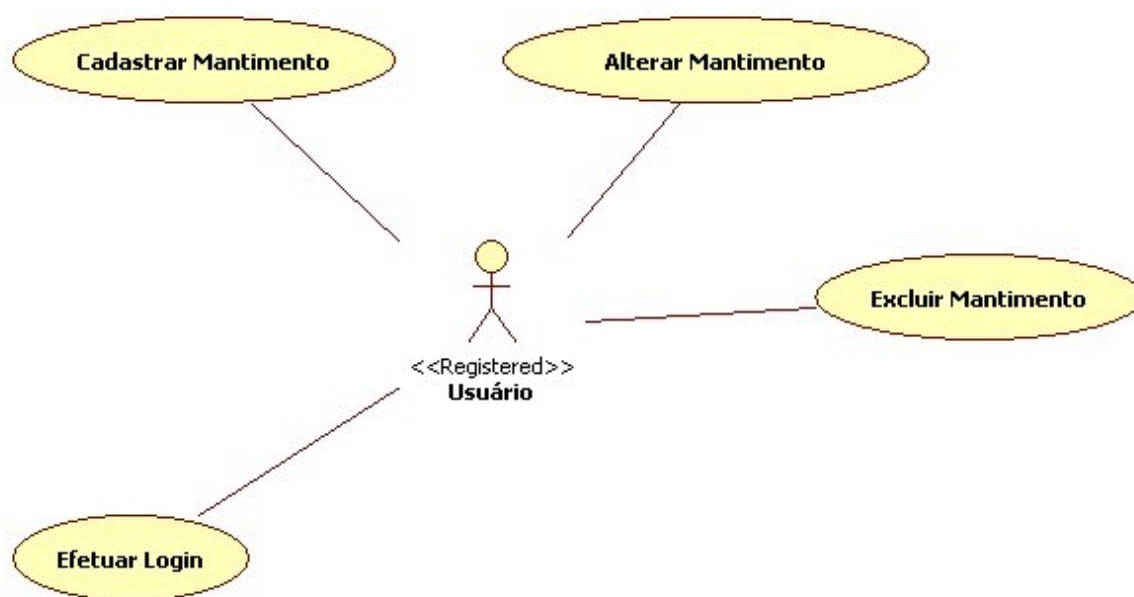 Cadastrar Mantimento
Alterar Mantimento
Excluir Mantimento
<<Registered>>
Usuário
Efetuar Login